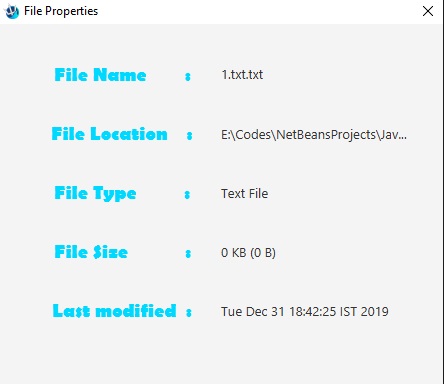 File Properties
File Name : 1.txt.txt
File Location : E:\Codes\NetBeansProjects\Jav...
File Type : Text File
File Size : 0 KB (0 B)
Last modified : Tue Dec 31 18:42:25 IST 2019